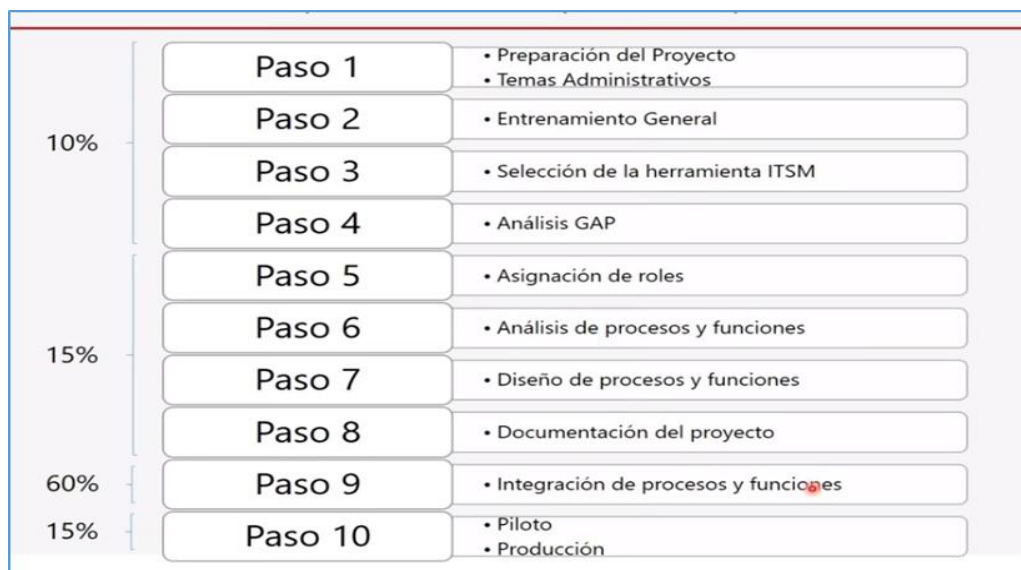 Paso 1
• Preparación del Proyecto
• Temas Administrativos
Paso 2
• Entrenamiento General
10%
Paso 3
• Selección de la herramienta ITSM
Paso 4
• Análisis GAP
Paso 5
• Asignación de roles
Paso 6
• Análisis de procesos y funciones
15%
Paso 7
• Diseño de procesos y funciones
Paso 8
• Documentación del proyecto
60%
Paso 9
• Integración de procesos y funciones
15%
Paso 10
• Piloto
• Producción